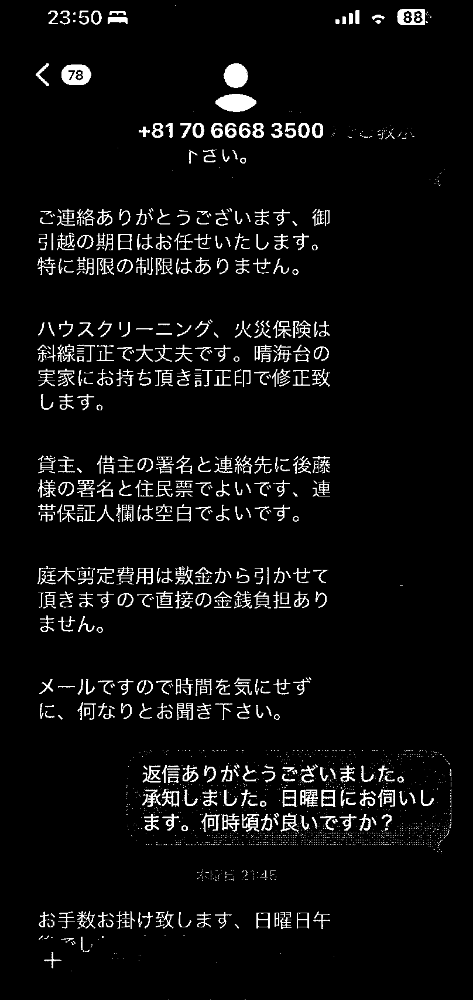 23:50
88
78
+81 70 6668 3500
下さい。
ご連絡ありがとうございます、御
引越の期日はお任せいたします。
特に期限の制限はありません。
ハウスクリーニング、火災保険は
斜線訂正で大丈夫です。晴海台の
実家にお持ち頂き訂正印で修正致
します。
貸主、借主の署名と連絡先に後藤
様の署名と住民票でよいです、連
帯保証人欄は空白でよいです。
庭木剪定費用は敷金から引かせて
頂きますので直接の金銭負担あり
ません。
メールですので時間を気にせず
に、何なりとお聞き下さい。
返信ありがとうございました。
承知しました。日曜日にお伺いし
ます。何時頃が良いですか？
木曜日 21:45
お手数お掛け致します、日曜日午